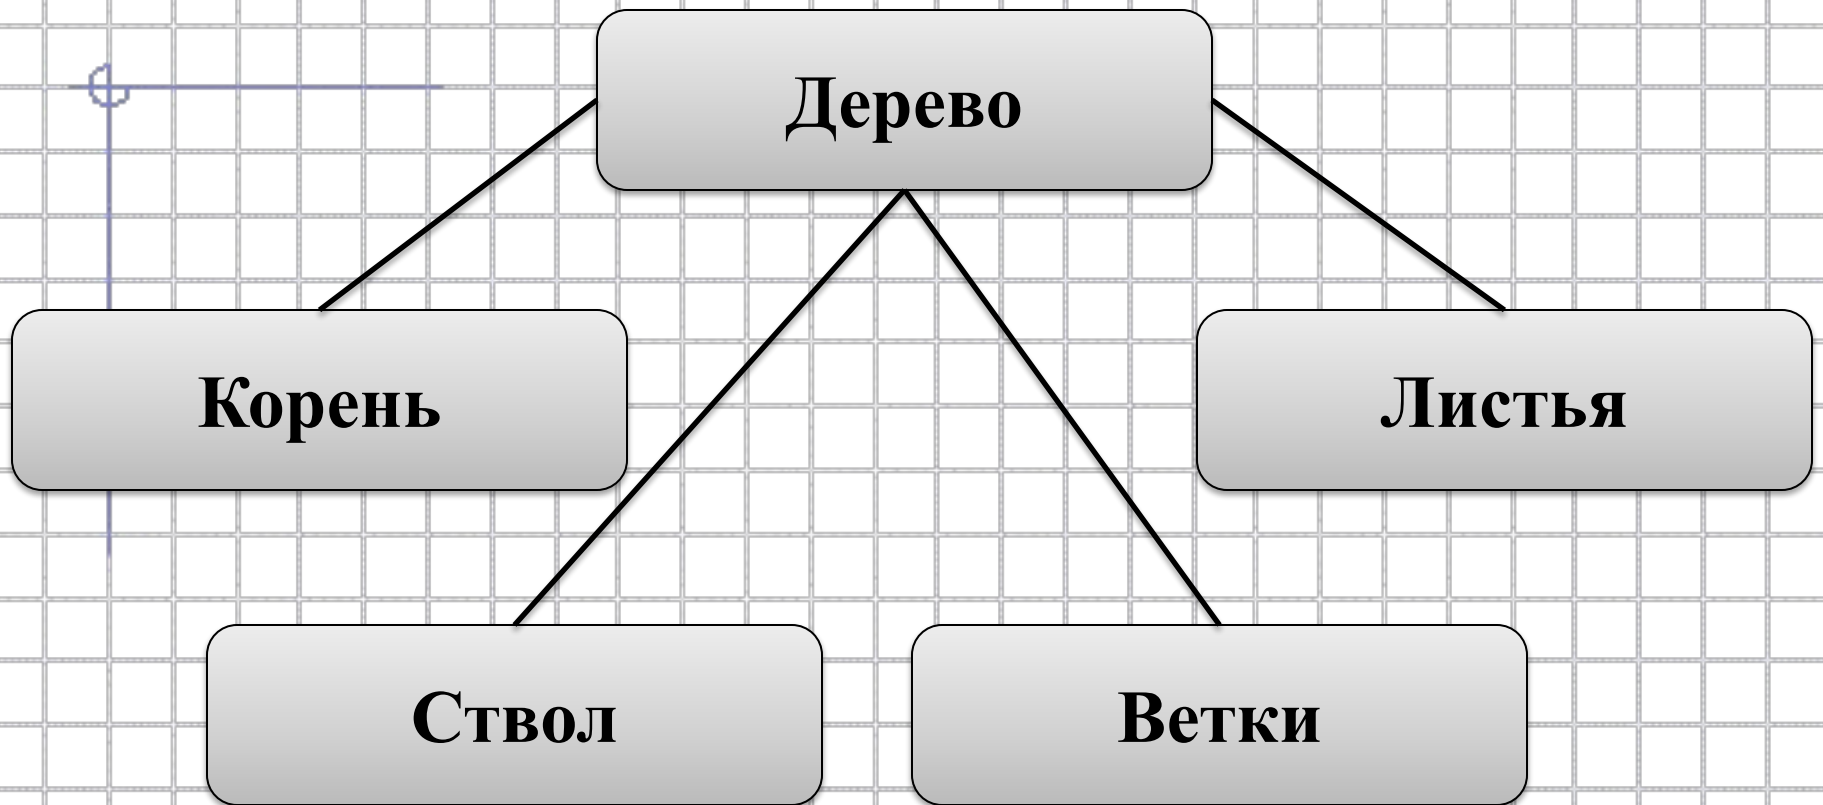 Дерево
Корень
Листья
Ствол
Ветки